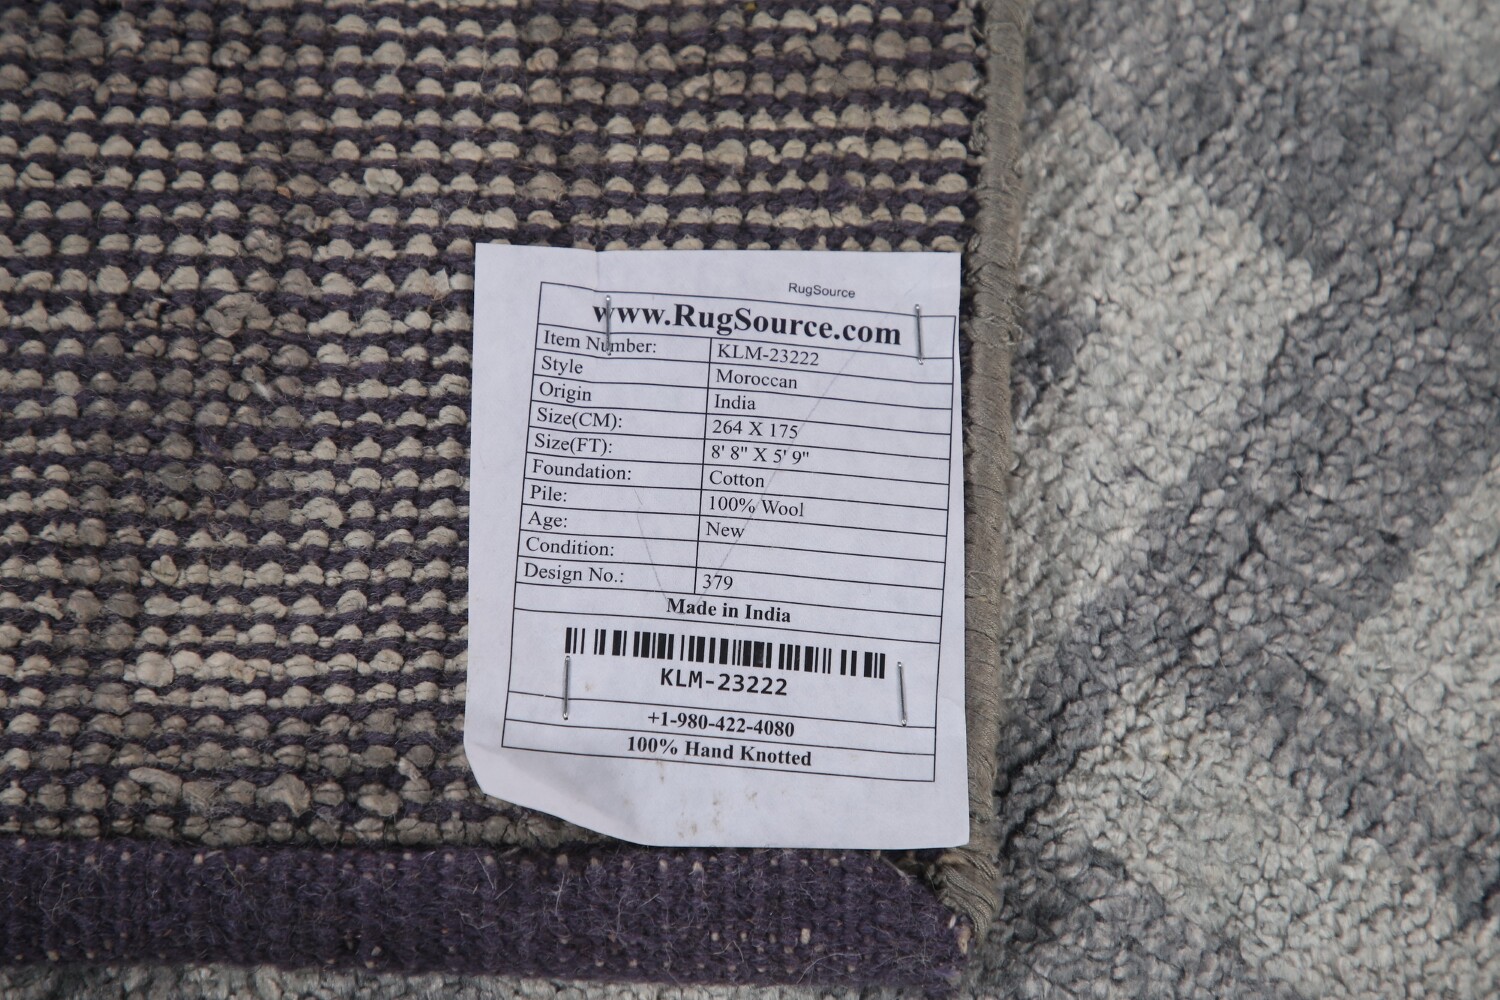 RugSource
www.RugSource.com
Item Number: KLM-23222
Style Moroccan
Origin India
Size(CM): 264 X 175
Size(FT): 8' 8" X 5' 9"
Foundation: Cotton
Pile: 100% Wool
Age: New
Condition:
Design No.: 379
Made in India
KLM-23222
+1-980-422-4080
100% Hand Knotted